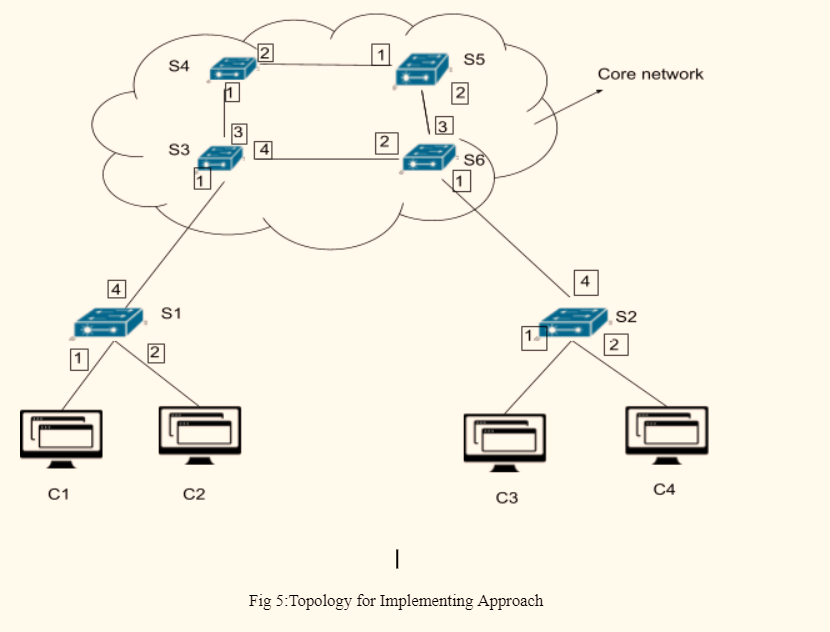 S4
2
1
S5
Core network
1
2
3
3
S3
4
2
S6
1
1
4
S1
4
S2
1
2
1
2
C1
C2
C3
C4
Fig 5:Topology for Implementing Approach